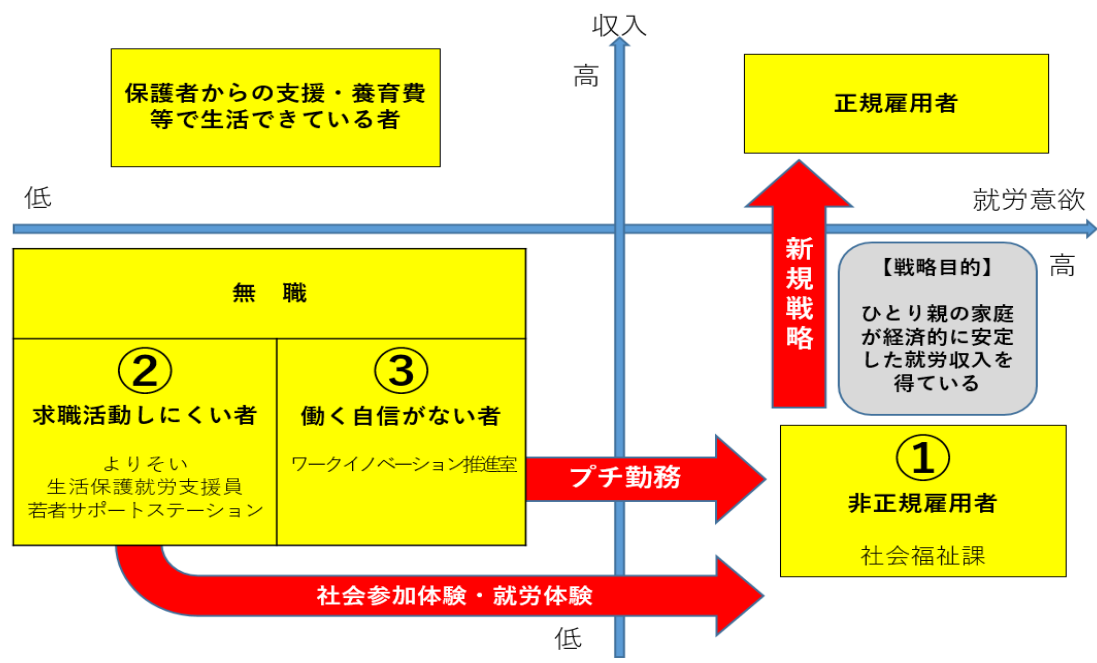 収入
高
保護者からの支援・養育費
等で生活できている者
正規雇用者
低
就労意欲
高
新規戦略
【戦略目的】
ひとり親の家庭
が経済的に安定
した就労収入を
得ている
無　職
②
求職活動しにくい者
よりそい
生活保護就労支援員
若者サポートステーション
③
働く自信がない者
ワークイノベーション推進室
プチ勤務
①
非正規雇用者
社会福祉課
社会参加体験・就労体験
低